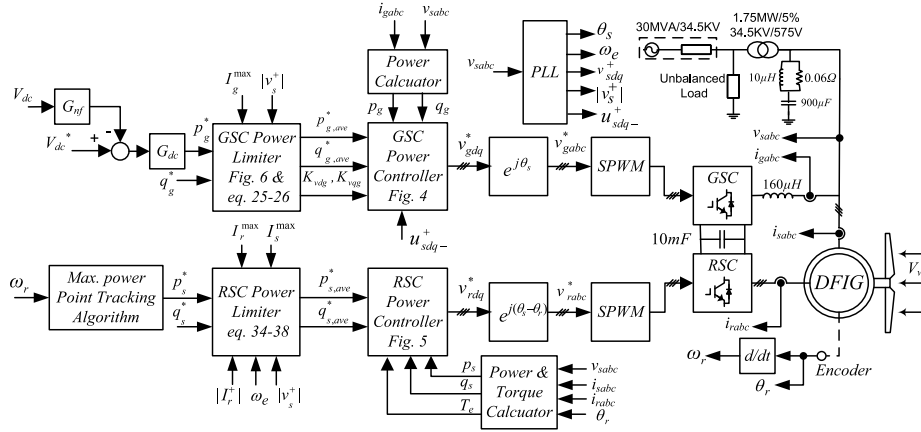 i_gabc v_sabc
30MVA/34.5KV
1.75MW/5%
34.5KV/575V
θ_s
ω_e
v_sabc
PLL
v^+_sdq
|v^+_s|
u^+_sdq-
Power
Calcuator
Unbalanced
Load
10μH
0.06Ω
900μF
I_g^max
|v_s^+|
p_g
q_g
V_dc
G_nf
V_dc^*
+
-
G_dc
p_g^*
q_g^*
GSC Power
Limiter
Fig. 6 &
eq. 25-26
p^*_g,ave
q^*_g,ave
K_vdg, K_vqg
GSC
Power
Controller
Fig. 4
v^*_gdq
e^jθ_s
v^*_gabc
SPWM
GSC
v_sabc
i_gabc
160μH
u^+_sdq-
10mF
i_sabc
I_r^max
I_s^max
ω_r
Max. power
Point Tracking
Algorithm
p_s^*
q_s^*
RSC Power
Limiter
eq. 34-38
p^*_s,ave
q^*_s,ave
RSC
Power
Controller
Fig. 5
v^*_rdq
e^j(θ_s-θ_r)
v^*_rabc
SPWM
RSC
DFIG
i_rabc
|I_r^+|
ω_e
|v_s^+|
p_s
q_s
T_e
Power &
Torque
Calcuator
v_sabc
i_sabc
i_rabc
θ_r
ω_r
d/dt
θ_r
Encoder